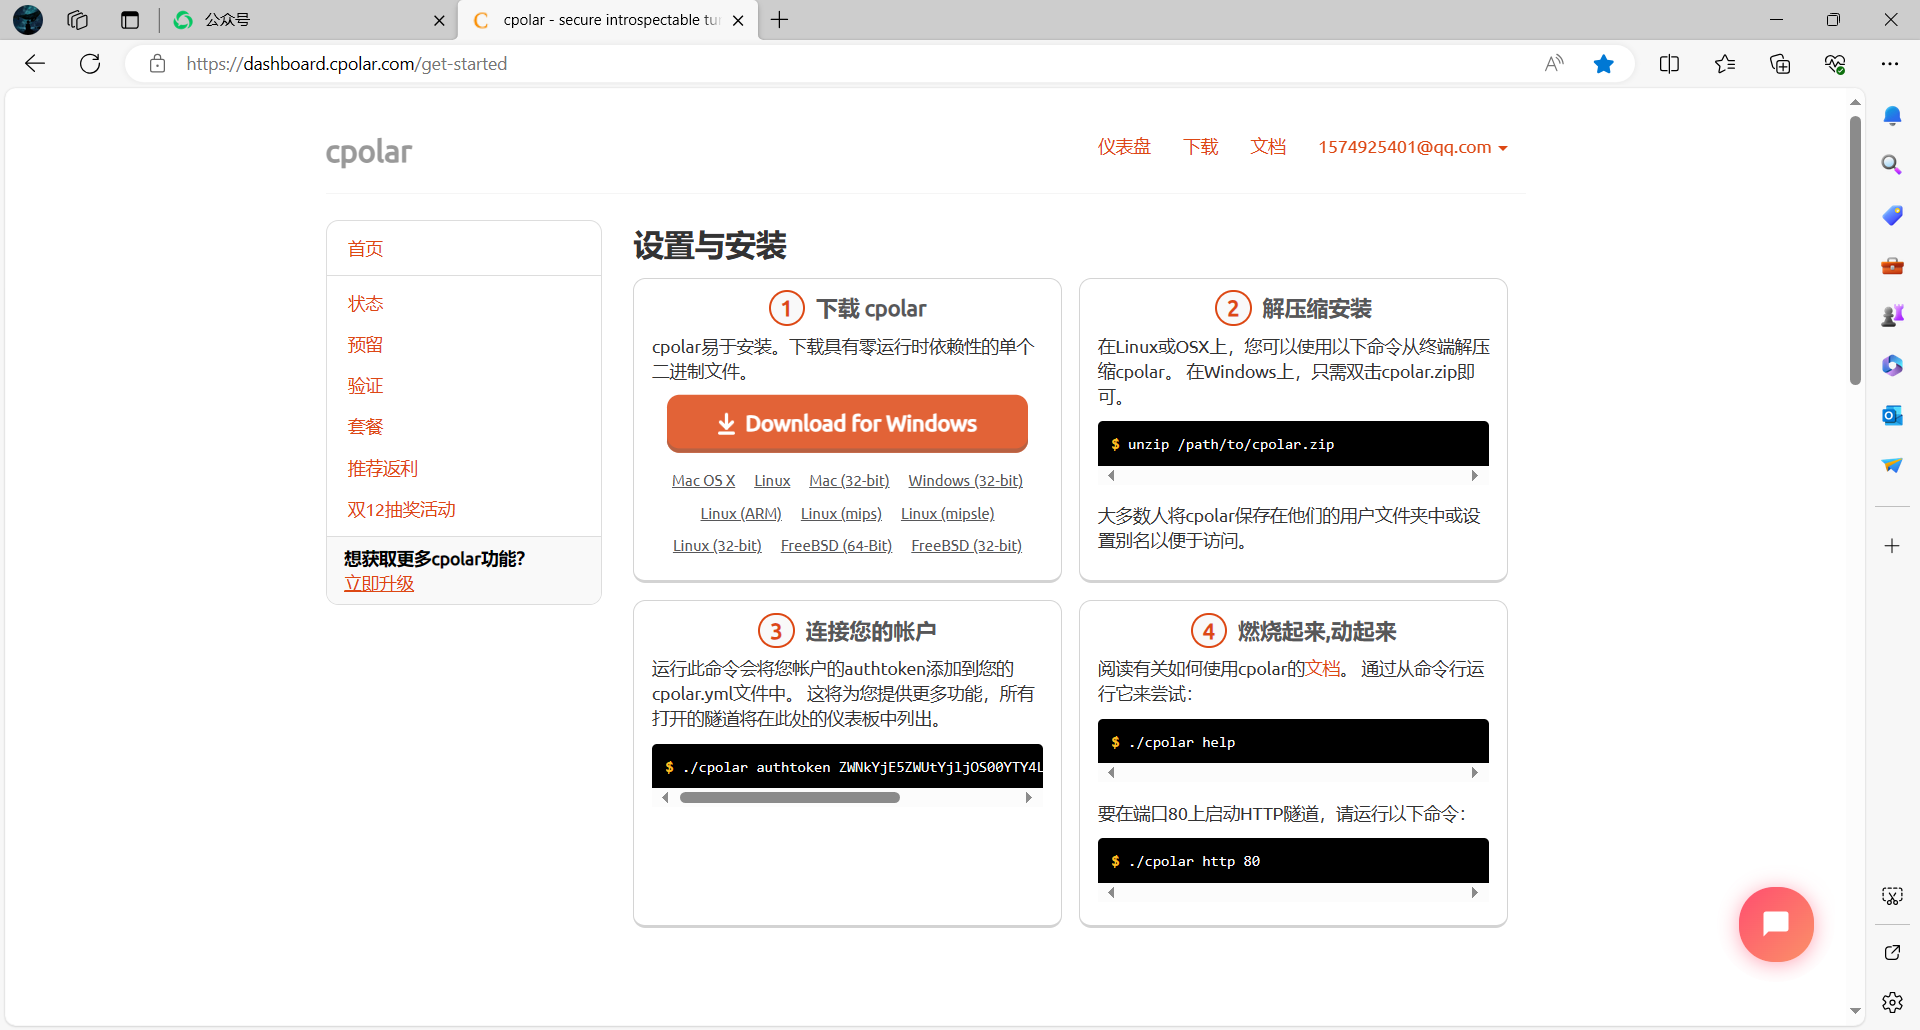 公众号
cpolar - secure introspectable tu
https://dashboard.cpolar.com/get-started
cpolar
仪表盘
下载
文档
1574925401@qq.com
首页
状态
预留
验证
套餐
推荐返利
双12抽奖活动
想获取更多cpolar功能?
立即升级
设置与安装
1 下载 cpolar
cpolar易于安装。下载具有零运行时依赖性的单个
二进制文件。
Download for Windows
Mac OS X Linux Mac (32-bit) Windows (32-bit)
Linux (ARM) Linux (mips) Linux (mipsle)
Linux (32-bit) FreeBSD (64-Bit) FreeBSD (32-bit)
2 解压缩安装
在Linux或OSX上，您可以使用以下命令从终端解压
缩cpolar。 在Windows上，只需双击cpolar.zip即
可。
$ unzip /path/to/cpolar.zip
大多数人将cpolar保存在他们的用户文件夹中或设
置别名以便于访问。
3 连接您的帐户
运行此命令会将您帐户的authtoken添加到您的
cpolar.yml文件中。 这将为您提供更多功能，所有
打开的隧道将在此处的仪表板中列出。
$ ./cpolar authtoken ZWNkYjE5ZWUtYjljOS00YTY4L
4 燃烧起来,动起来
阅读有关如何使用cpolar的文档。 通过从命令行运
行它来尝试：
$ ./cpolar help
要在端口80上启动HTTP隧道，请运行以下命令：
$ ./cpolar http 80